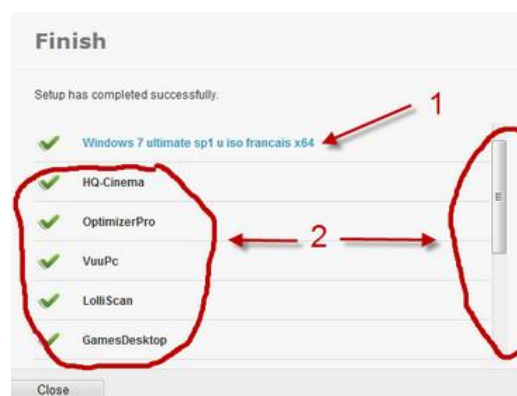 Finish
Setup has completed successfully.
1
Windows 7 ultimate sp1 u iso francais x64
HQ-Cinema
OptimizerPro
2
VuuPc
LolliScan
GamesDesktop
Close